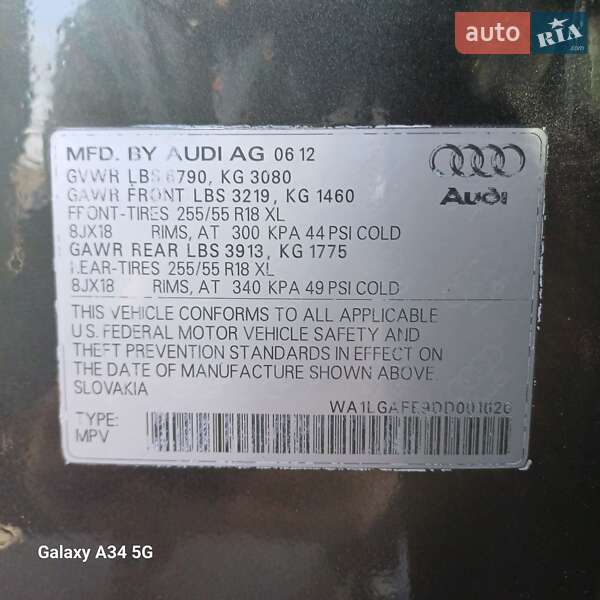 auto RIA
.com
MFD. BY AUDI AG 06 12
GVWR LBS 6790, KG 3080
GAWR FRONT LBS 3219, KG 1460
FRONT-TIRES 255/55 R18 XL
8JX18 RIMS, AT 300 KPA 44 PSI COLD
GAWR REAR LBS 3913, KG 1775
REAR-TIRES 255/55 R18 XL
8JX18 RIMS, AT 340 KPA 49 PSI COLD
Audi
THIS VEHICLE CONFORMS TO ALL APPLICABLE
U.S. FEDERAL MOTOR VEHICLE SAFETY AND
THEFT PREVENTION STANDARDS IN EFFECT ON
THE DATE OF MANUFACTURE SHOWN ABOVE.
SLOVAKIA
TYPE:
MPV
Galaxy A34 5G